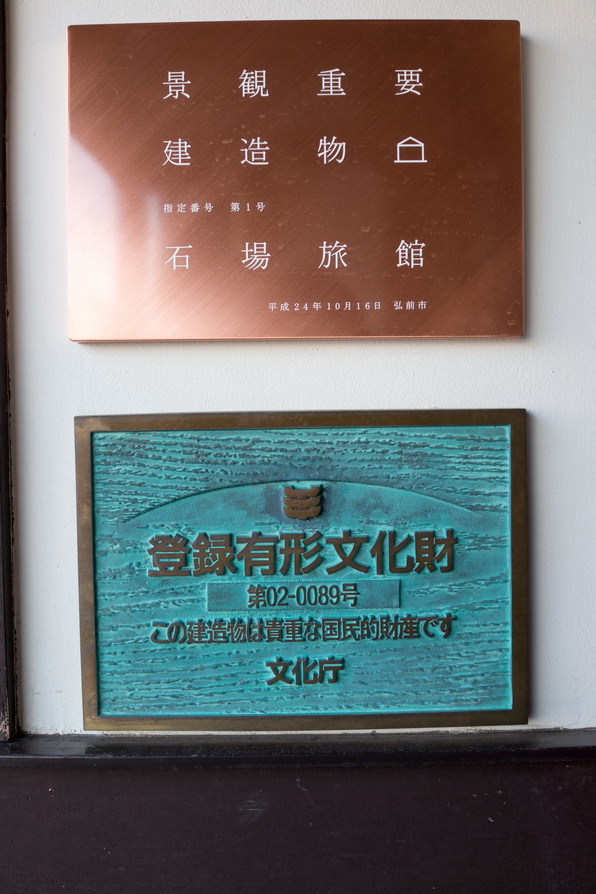 景観重要
建造物
指定番号 第1号
石場旅館
平成24年10月16日 弘前市
登録有形文化財
第02-0089号
この建造物は貴重な国民的財産です
文化庁